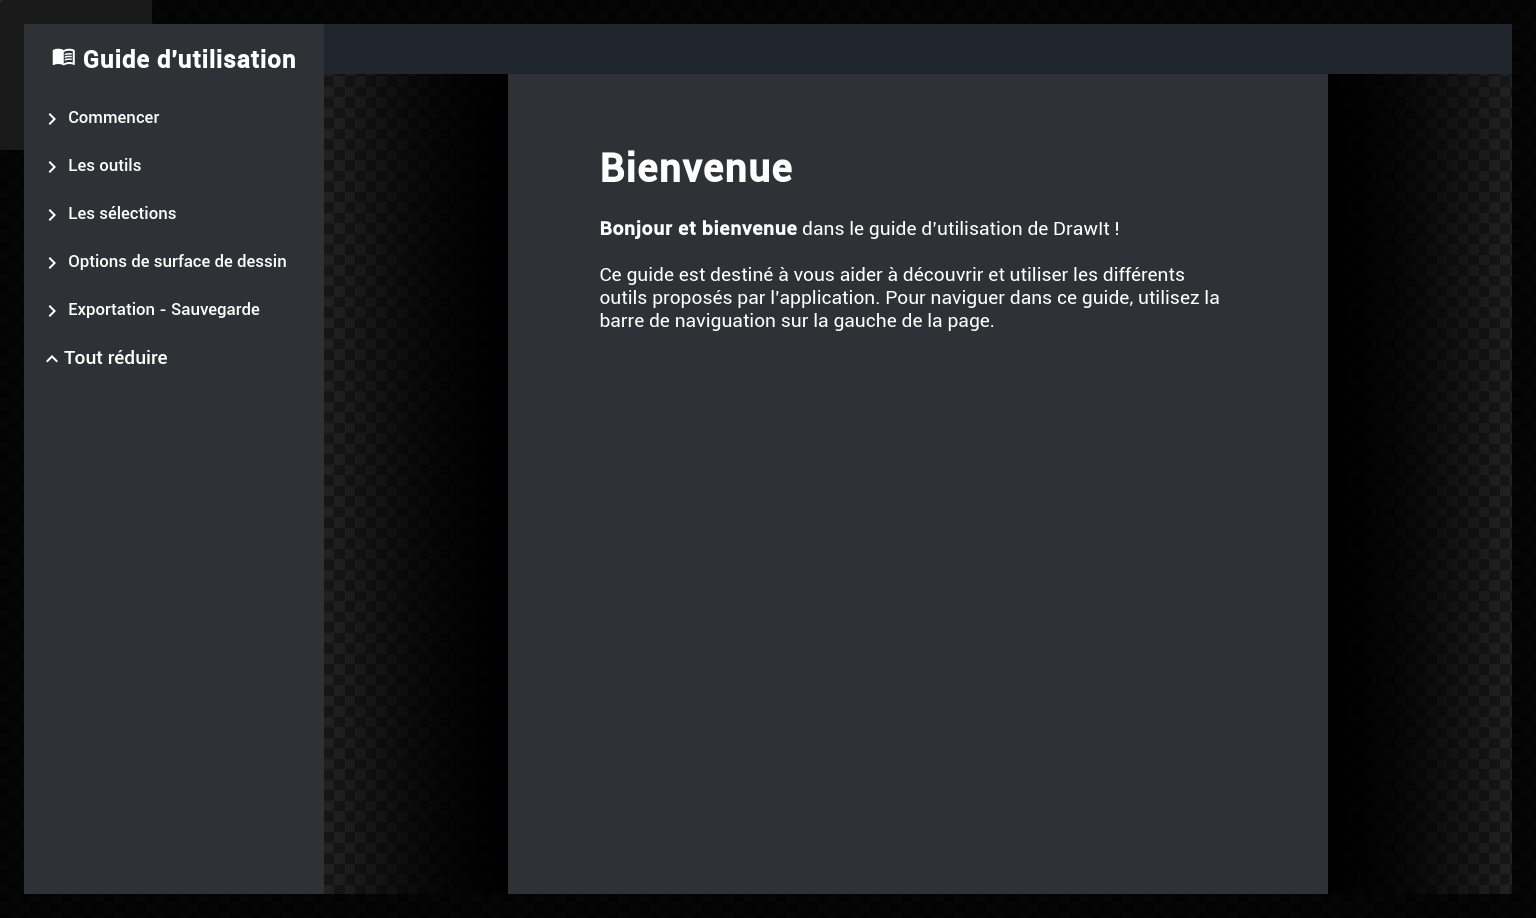 Guide d'utilisation
Commencer
Les outils
Les sélections
Options de surface de dessin
Exportation - Sauvegarde
Tout réduire
Bienvenue
Bonjour et bienvenue dans le guide d'utilisation de DrawIt !
Ce guide est destiné à vous aider à découvrir et utiliser les différents
outils proposés par l'application. Pour naviguer dans ce guide, utilisez la
barre de naviguation sur la gauche de la page.